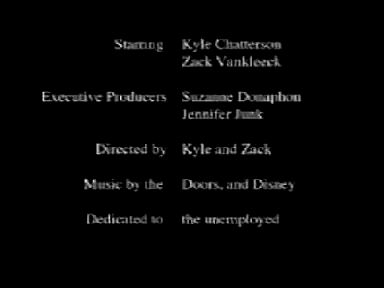 Starring Kyle Chatterson
Zack Vankleeck
Executive Producers Suzanne Donaphon
Jennifer Junk
Directed by Kyle and Zack
Music by the Doors, and Disney
Dedicated to the unemployed